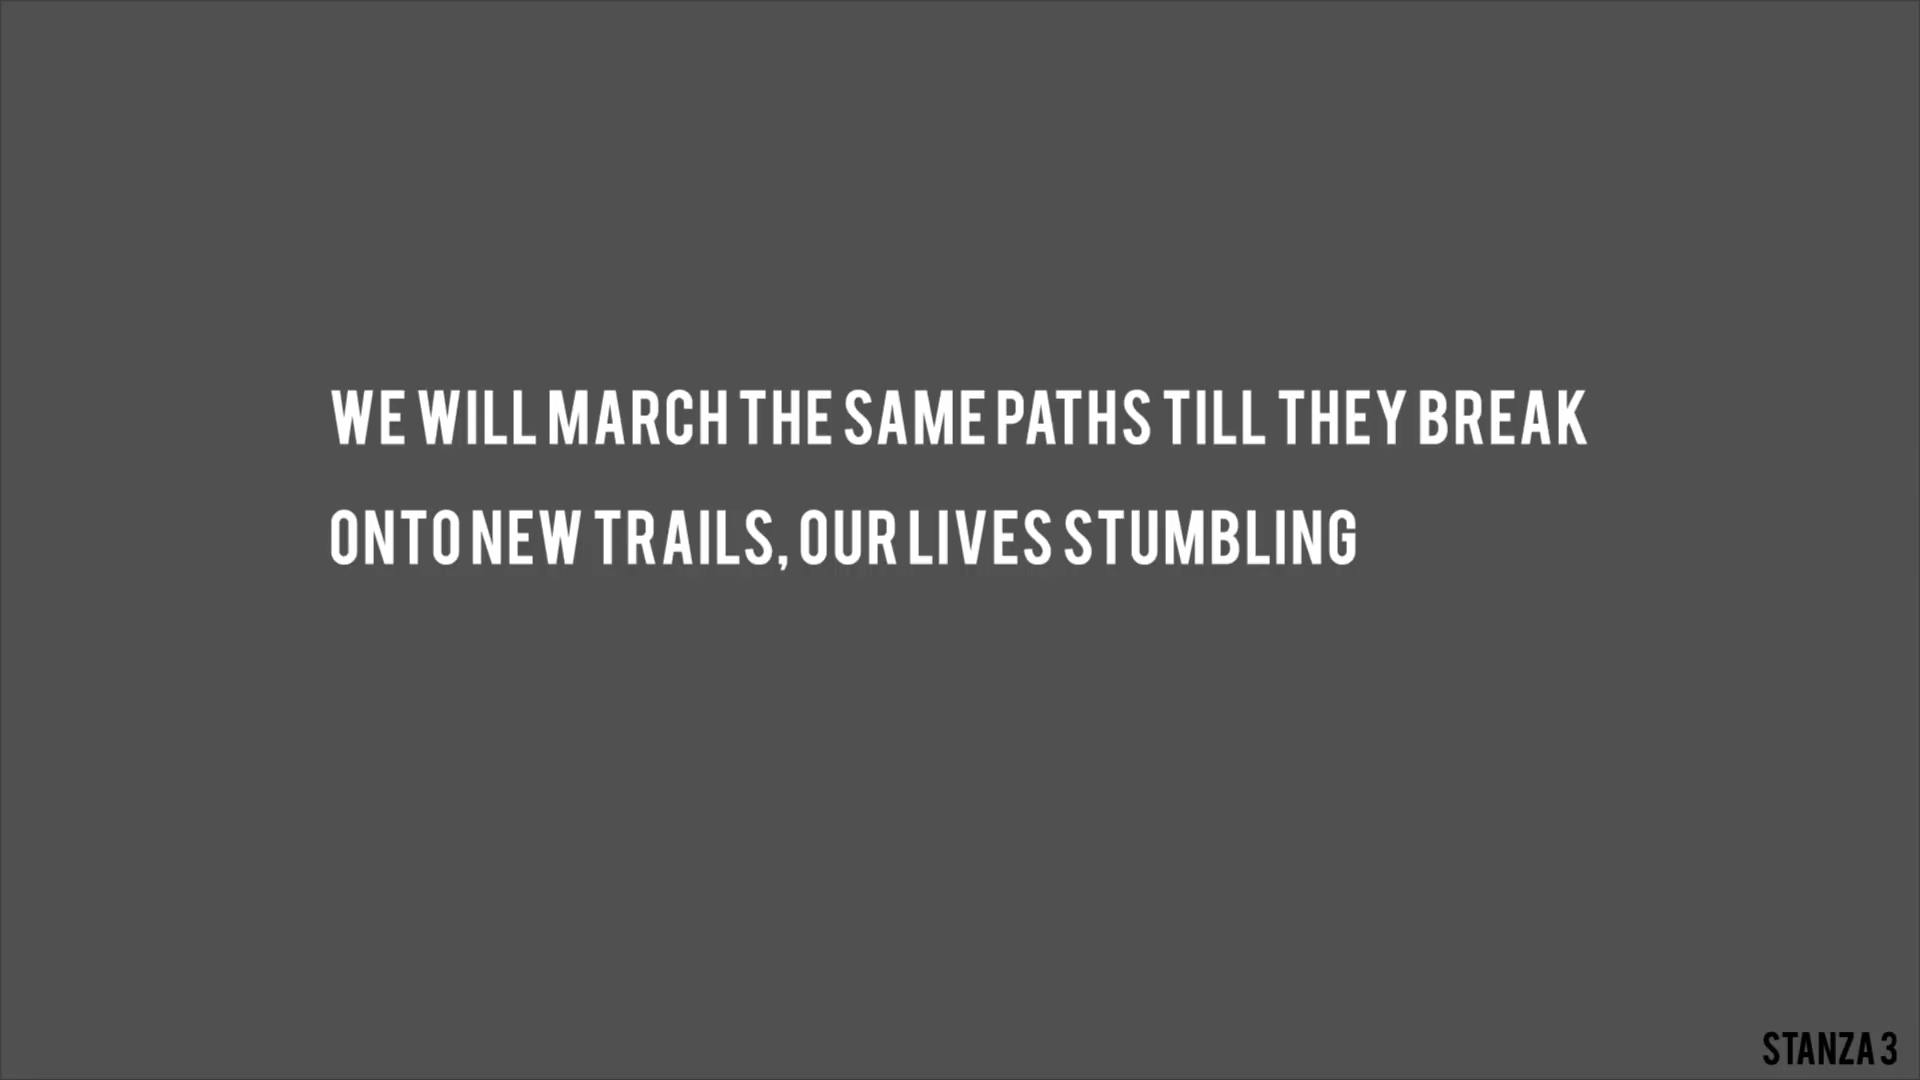 WE WILL MARCH THE SAME PATHS TILL THEY BREAK
ONTO NEW TRAILS, OUR LIVES STUMBLING
STANZA 3